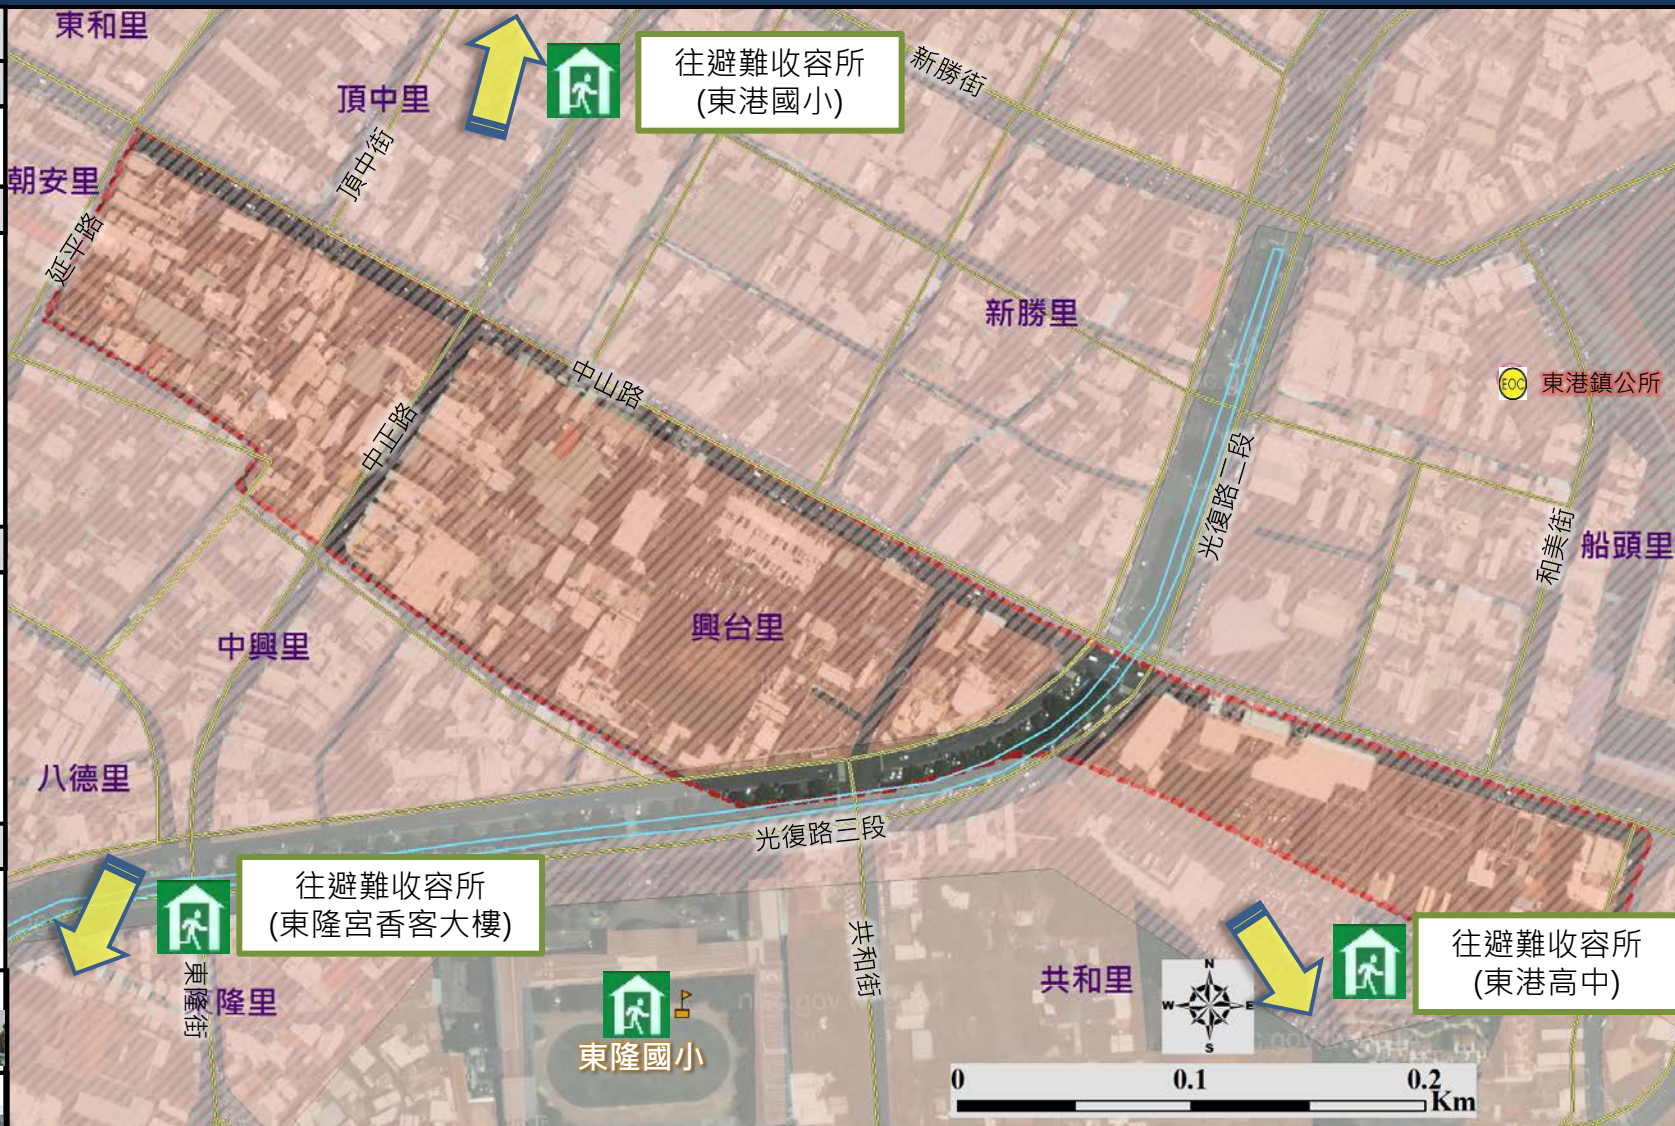 東和里
往避難收容所
(東港國小)
新勝街
頂中里
頂中街
朝安里
延平路
新勝里
中山路
東港鎮公所
EOC
中正路
光復路二段
和美街
船頭里
興台里
中興里
八德里
光復路三段
往避難收容所
(東隆宮香客大樓)
共和街
往避難收容所
(東港高中)
共和里
東隆街
隆里
東隆國小
N
W
E
S
0
0.1
0.2
Km